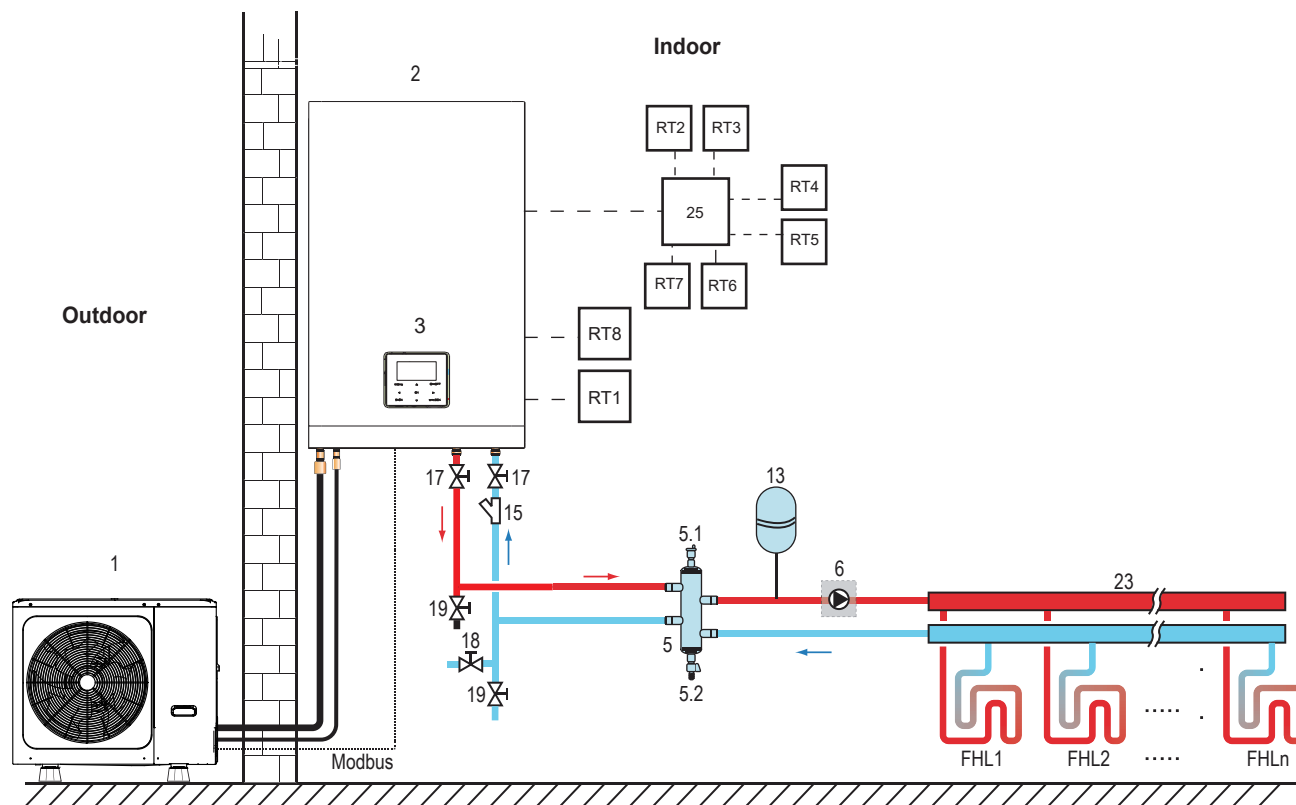 Indoor
2
RT2
RT3
RT4
25
RT5
RT7
RT6
Outdoor
3
RT8
RT1
17
17
15
13
5.1
1
6
23
19
18
5
19
5.2
Modbus
FHL1
FHL2
.....
.....
FHLn